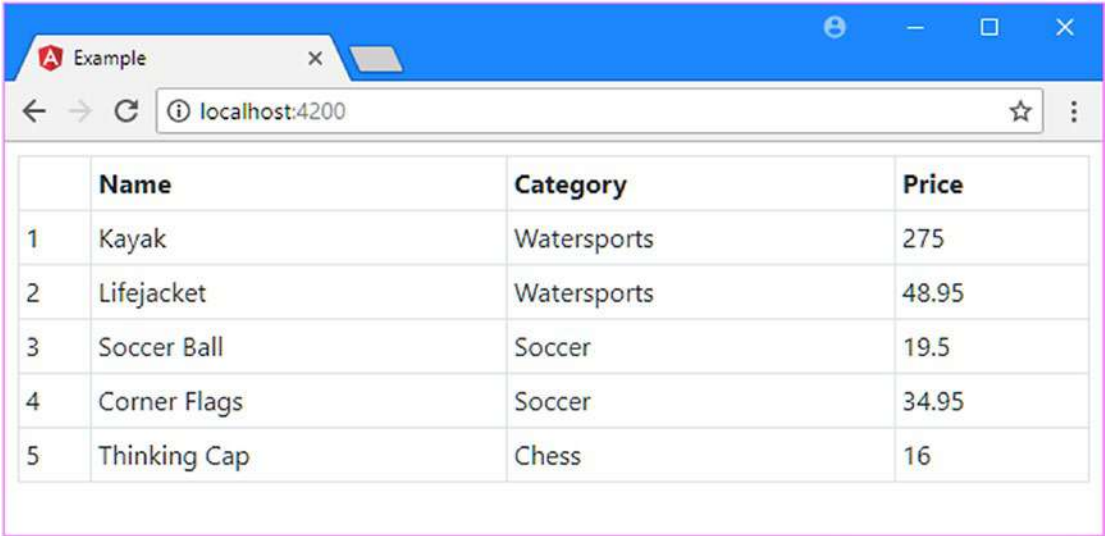 Example
localhost:4200
Name Category Price
1 Kayak Watersports 275
2 Lifejacket Watersports 48.95
3 Soccer Ball Soccer 19.5
4 Corner Flags Soccer 34.95
5 Thinking Cap Chess 16